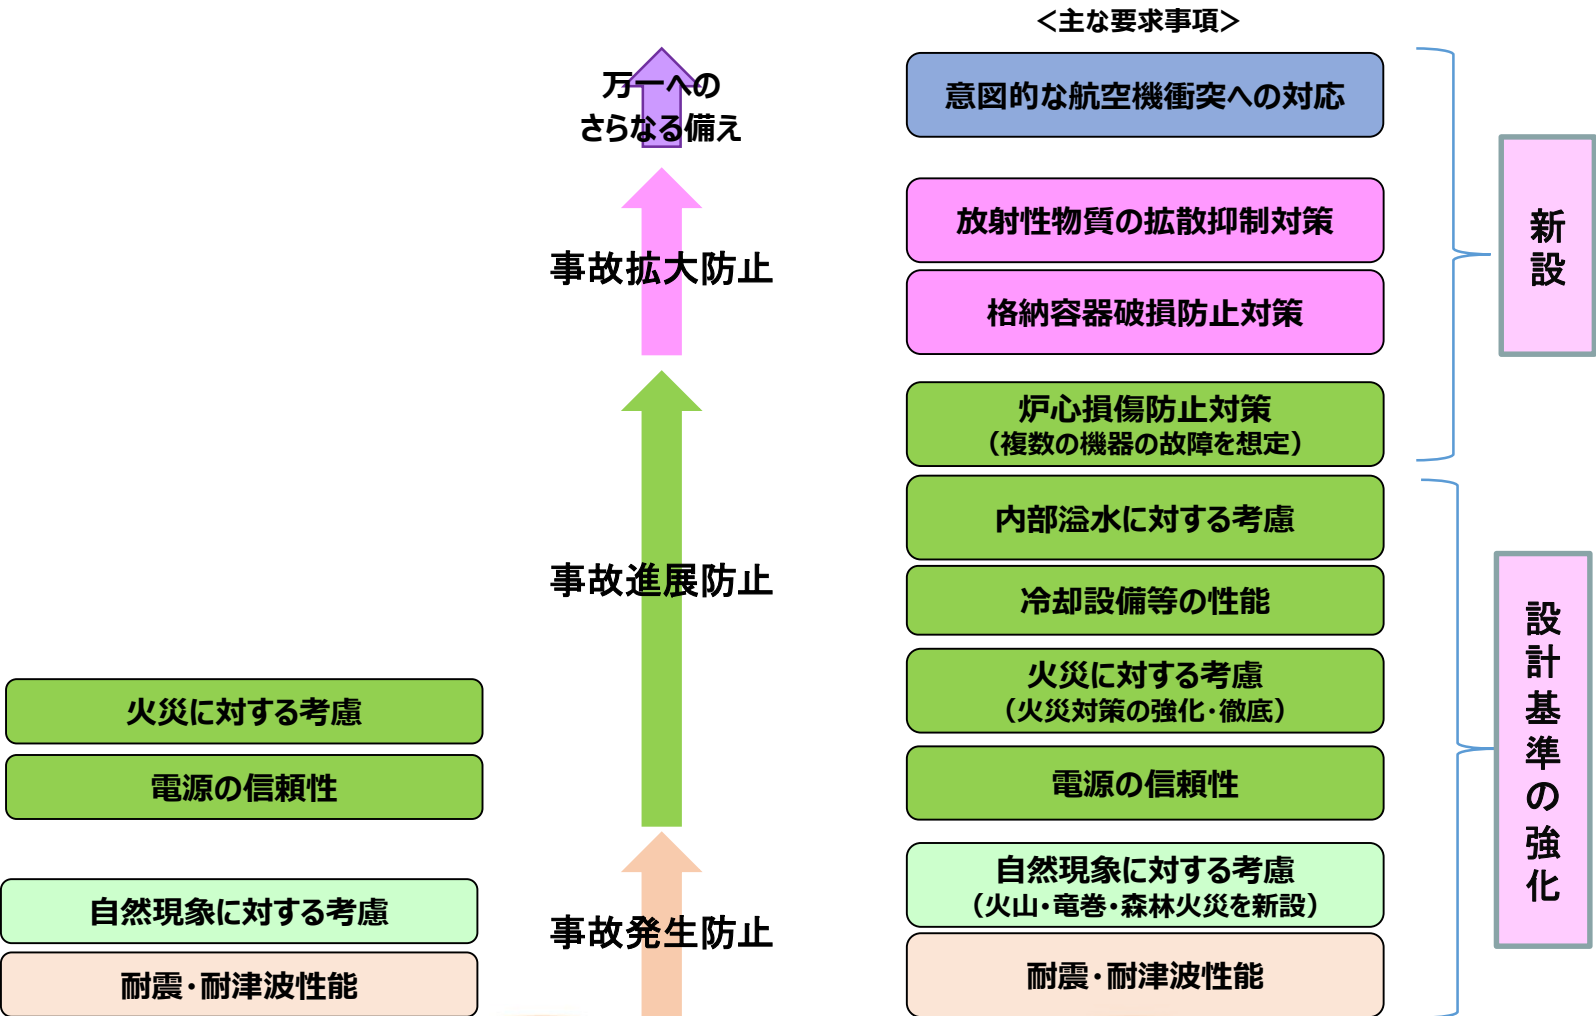 ＜主な要求事項＞
万一への
さらなる備え
意図的な航空機衝突への対応
新設
放射性物質の拡散抑制対策
事故拡大防止
格納容器破損防止対策
炉心損傷防止対策
（複数の機器の故障を想定）
内部溢水に対する考慮
事故進展防止
冷却設備等の性能
設計基準の強化
火災に対する考慮
（火災対策の強化・徹底）
火災に対する考慮
電源の信頼性
電源の信頼性
自然現象に対する考慮
（火山・竜巻・森林火災を新設）
自然現象に対する考慮
事故発生防止
耐震・耐津波性能
耐震・耐津波性能